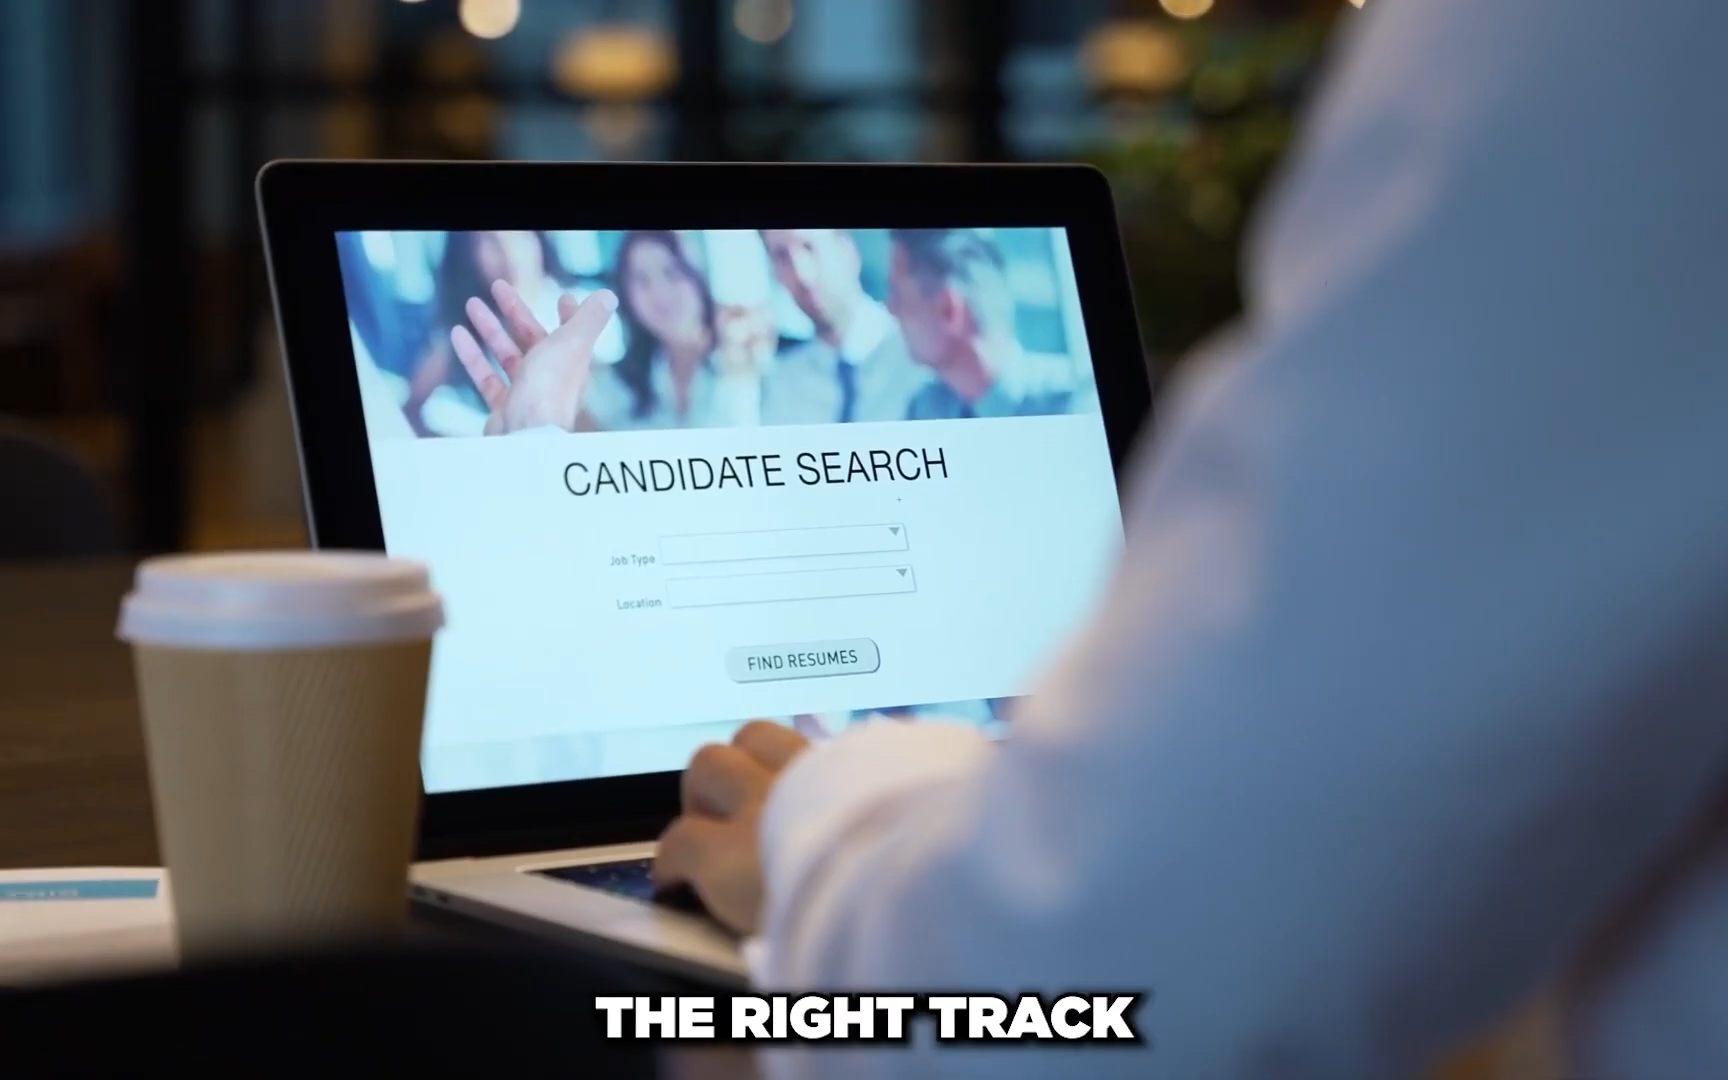 CANDIDATE SEARCH
Job Type
Location
FIND RESUMES
THE RIGHT TRACK